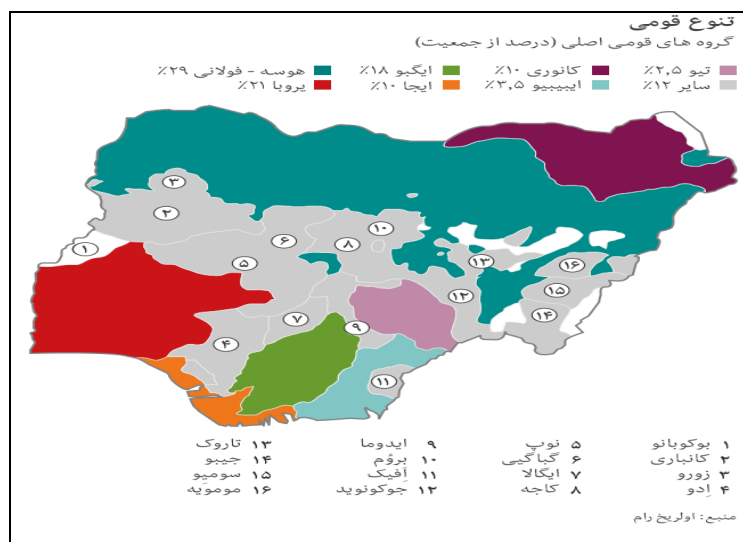 تنوع قومی
گروه های قومی اصلی (درصد از جمعیت)
تیو ۲٫۵٪ کانوری ۱۰٪ ایگبو ۱۸٪ هوسه - فولانی ۲۹٪
سایر ۱۲٪ ایبیبیو ۳٫۵٪ ایجا ۱۰٪ یروبا ۲۱٪
۳
۲
۱۰
۱
۶
۸
۵
۱۳
۱۶
۱۵
۱۲
۷
۹
۱۴
۴
۱۱
۱ بوکوبانو ۵ نوپ ۹ ایدوما ۱۳ تاروک
۲ کانباری ۶ گباگیی ۱۰ برؤم ۱۴ جیبو
۳ زورو ۷ ایگالا ۱۱ اَفیک ۱۵ سومیِو
۴ اِدو ۸ کاجه ۱۲ جوکونوید ۱۶ مومویَه
منبع: اولریخ رام